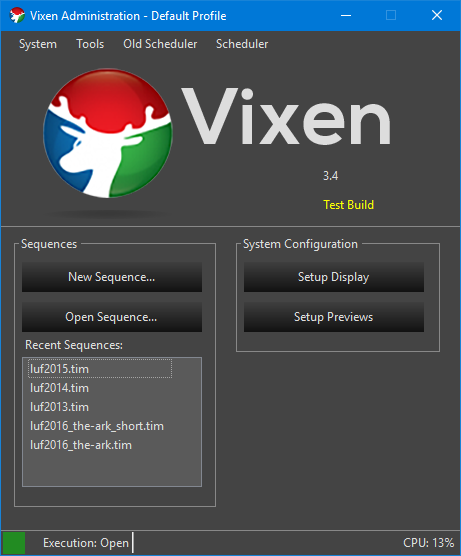 Vixen Administration - Default Profile
System Tools Old Scheduler Scheduler
Vixen
3.4
Test Build
Sequences
New Sequence...
Open Sequence...
Recent Sequences:
luf2015.tim
luf2014.tim
luf2013.tim
luf2016_the-ark_short.tim
luf2016_the-ark.tim
System Configuration
Setup Display
Setup Previews
Execution: Open
CPU: 13%